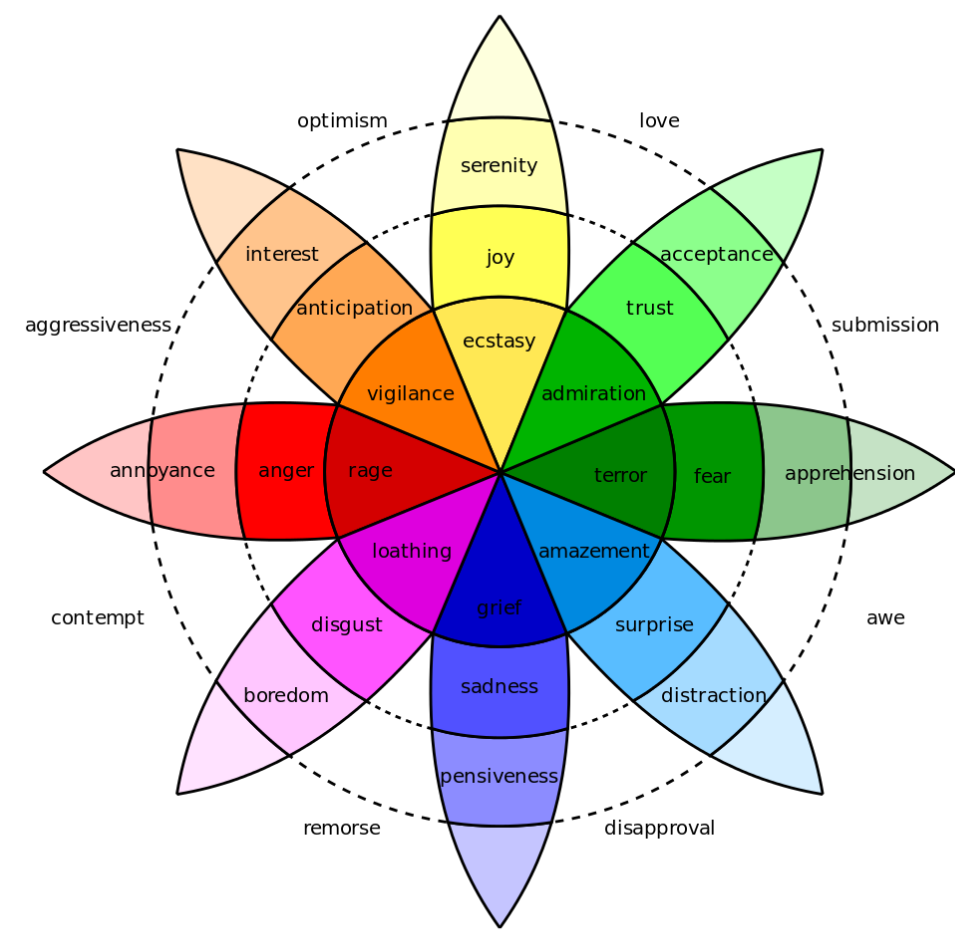 optimism
love
serenity
interest
acceptance
joy
anticipation
trust
aggressiveness
submission
ecstasy
vigilance
admiration
annoyance
anger
rage
terror
fear
apprehension
loathing
amazement
grief
contempt
disgust
surprise
awe
sadness
boredom
distraction
pensiveness
remorse
disapproval